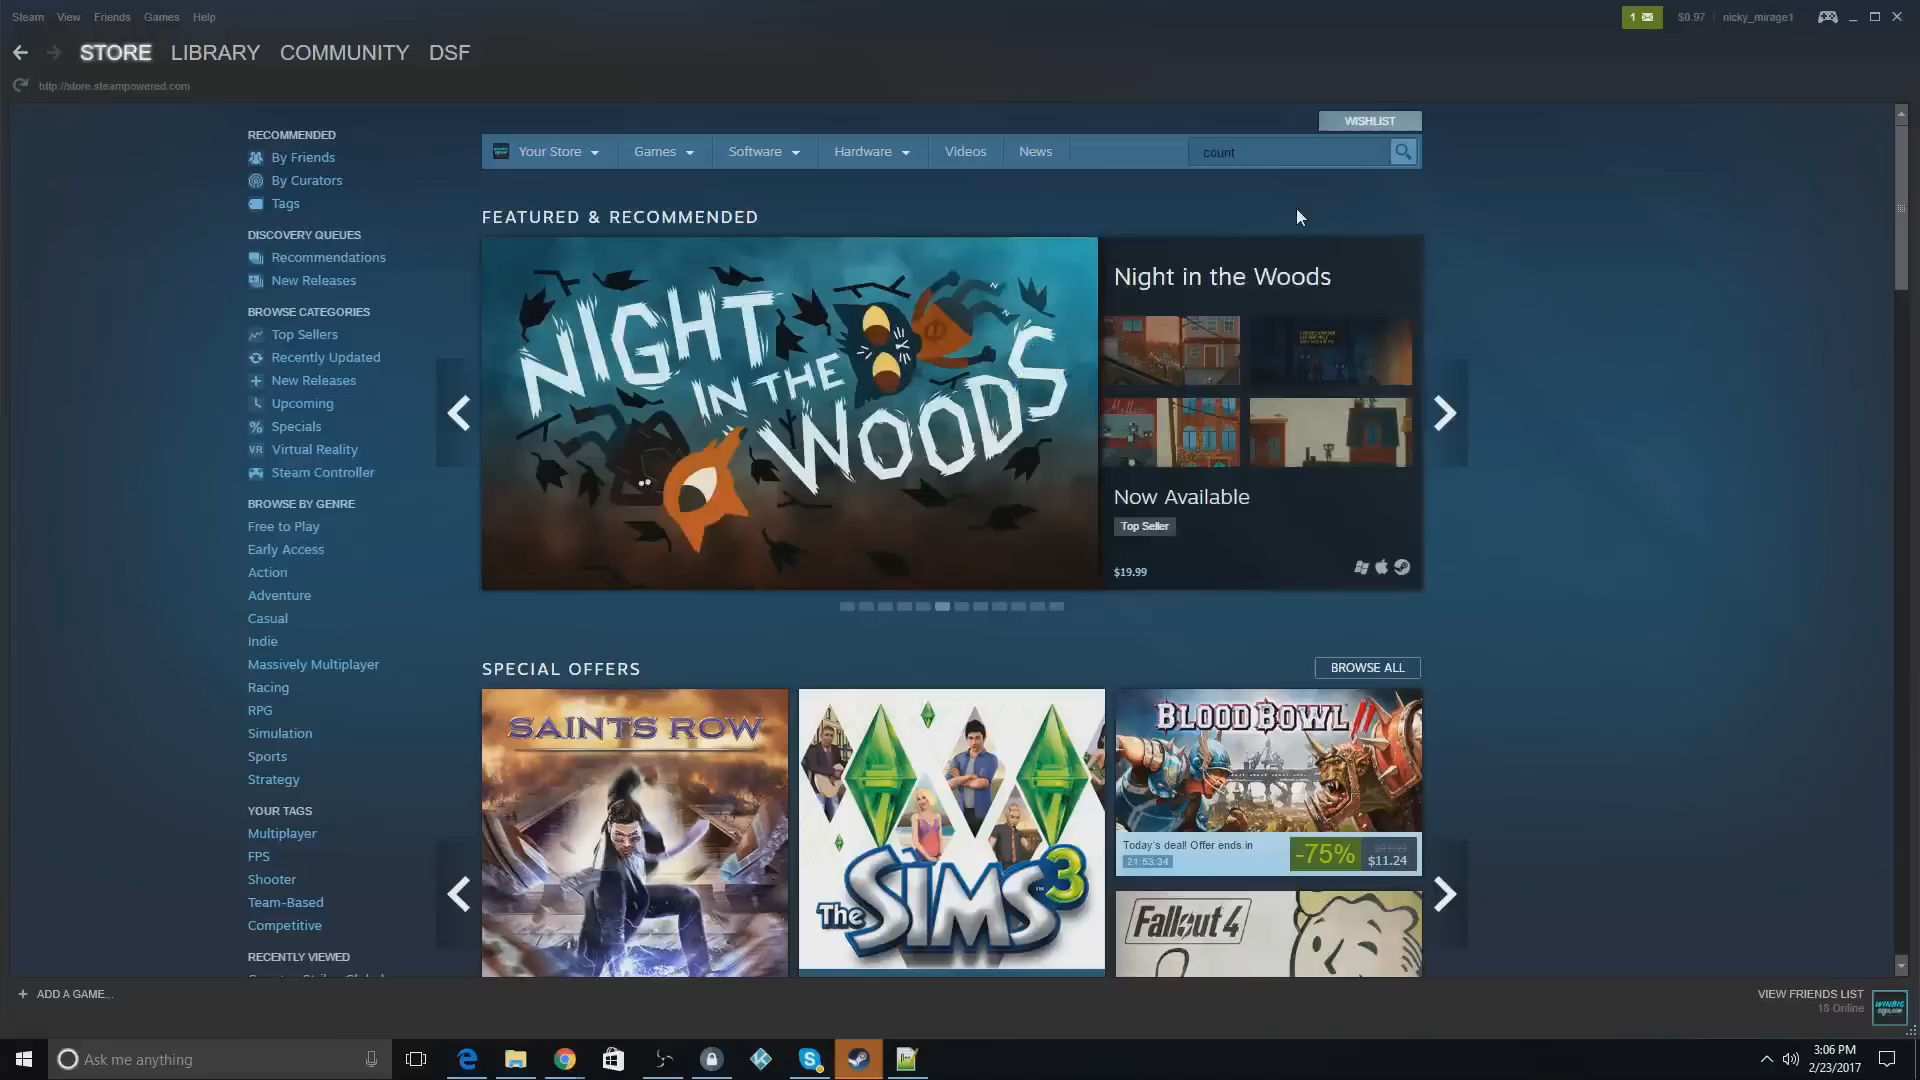 Steam View Friends Games Help
1 $0.97 nicky_mirage1
STORE LIBRARY COMMUNITY DSF
http://store.steampowered.com
WISHLIST
Your Store Games Software Hardware Videos News count
RECOMMENDED
By Friends
By Curators
Tags
DISCOVERY QUEUES
Recommendations
New Releases
BROWSE CATEGORIES
Top Sellers
Recently Updated
New Releases
Upcoming
% Specials
VR Virtual Reality
Steam Controller
BROWSE BY GENRE
Free to Play
Early Access
Action
Adventure
Casual
Indie
Massively Multiplayer
Racing
RPG
Simulation
Sports
Strategy
YOUR TAGS
Multiplayer
FPS
Shooter
Team-Based
Competitive
RECENTLY VIEWED
FEATURED & RECOMMENDED
NIGHT
IN THE
WOODS
Night in the Woods
Now Available
Top Seller
$19.99
SPECIAL OFFERS
BROWSE ALL
SAINTS ROW
The SIMS 3
BLOOD BOWL II
Today's deal! Offer ends in
21:53:34
-75%
$11.24
Fallout 4
+ ADD A GAME...
VIEW FRIENDS LIST
18 Online
Ask me anything
3:06 PM
2/23/2017